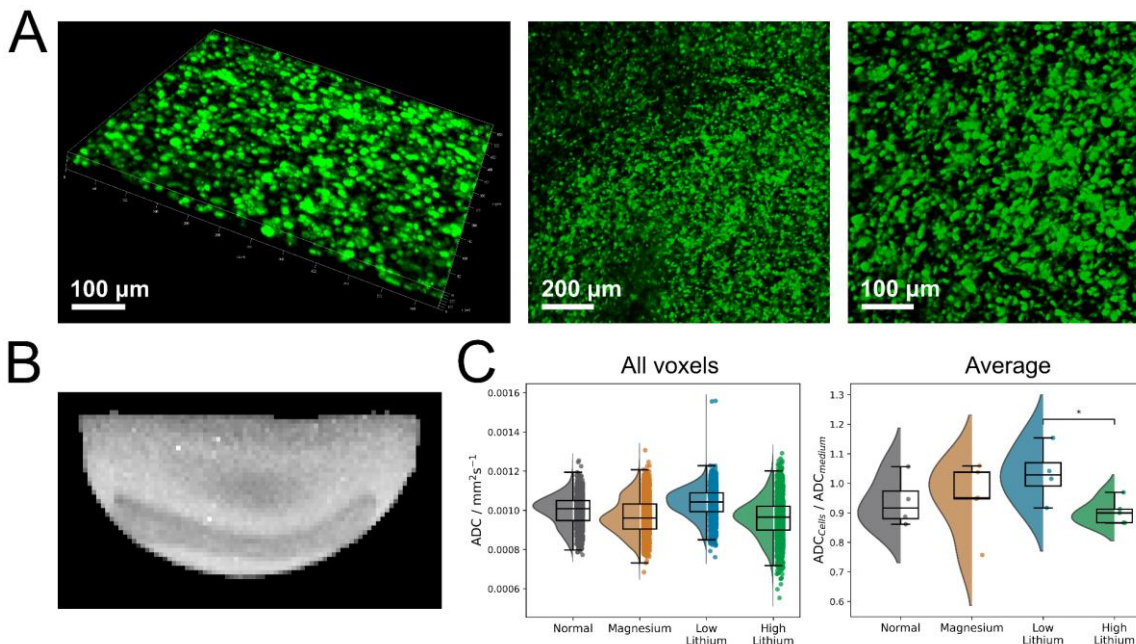 A
100 µm
200 µm
100 µm
B
C
All voxels
ADC / mm²s⁻¹
0.0016
0.0014
0.0012
0.0010
0.0008
0.0006
Normal
Magnesium
Low
Lithium
High
Lithium
Average
ADC_Cells / ADC_medium
1.3
1.2
1.1
1.0
0.9
0.8
0.7
0.6
*
Normal
Magnesium
Low
Lithium
High
Lithium